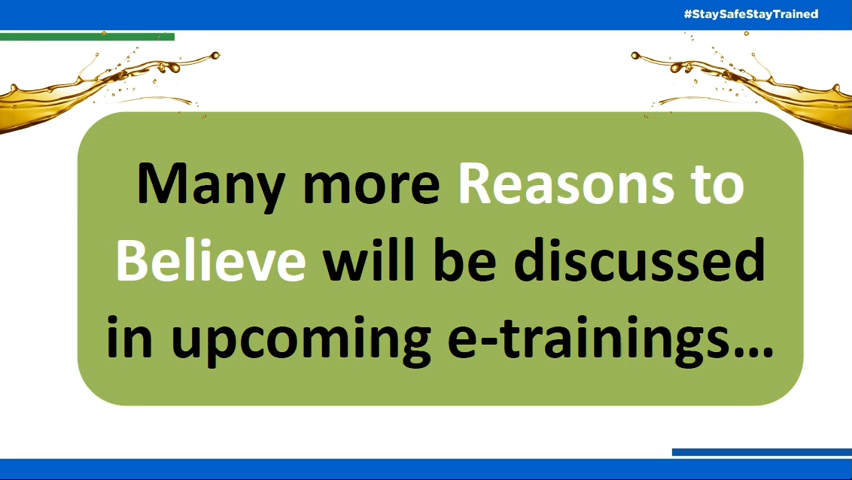 #StaySafeStayTrained
Many more Reasons to
Believe will be discussed
in upcoming e-trainings...